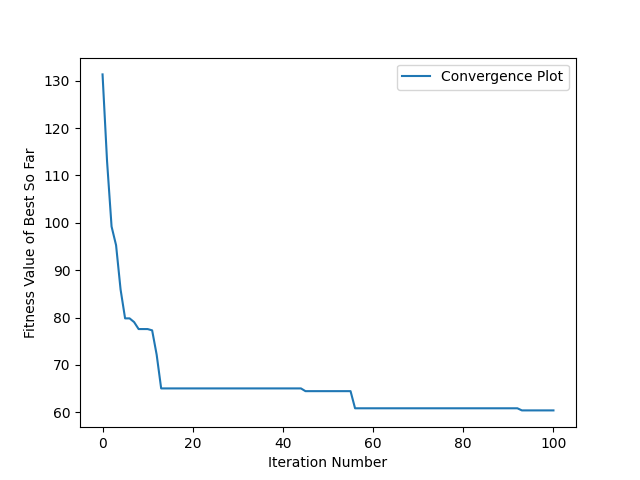 Convergence Plot
130
120
110
100
90
80
70
60
Fitness Value of Best So Far
0 20 40 60 80 100
Iteration Number